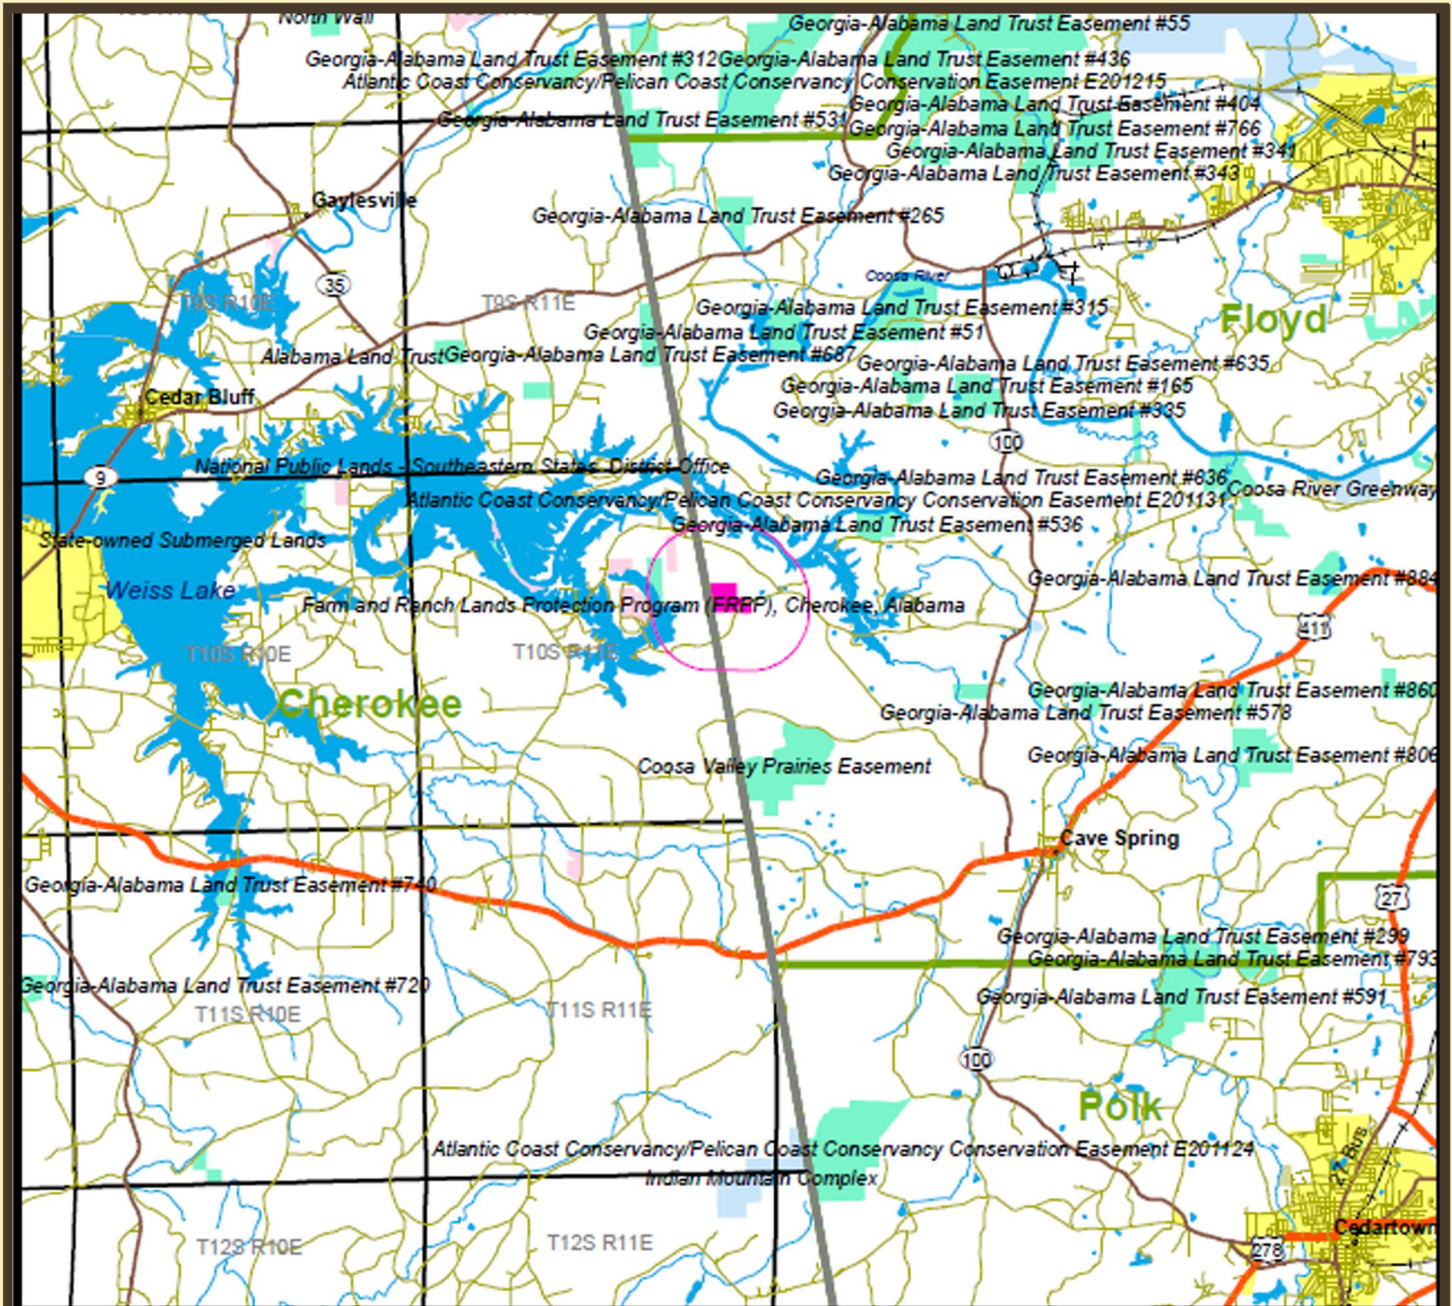 North Wall
Georgia-Alabama Land Trust Easement #55
Georgia-Alabama Land Trust Easement #312
Georgia-Alabama Land Trust Easement #436
Atlantic Coast Conservancy/Pelican Coast Conservancy Conservation Easement E201215
Georgia-Alabama Land Trust Easement #404
Georgia-Alabama Land Trust Easement #531
Georgia-Alabama Land Trust Easement #766
Georgia-Alabama Land Trust Easement #341
Georgia-Alabama Land Trust Easement #343
Gaylesville
Georgia-Alabama Land Trust Easement #265
Coosa River
35
T9S R10E
T9S R11E
Georgia-Alabama Land Trust Easement #315
Floyd
Georgia-Alabama Land Trust Easement #51
Alabama Land Trust
Georgia-Alabama Land Trust Easement #687
Georgia-Alabama Land Trust Easement #635
Georgia-Alabama Land Trust Easement #165
Cedar Bluff
Georgia-Alabama Land Trust Easement #335
100
National Public Lands - Southeastern States District Office
9
Georgia-Alabama Land Trust Easement #636
Coosa River Greenway
Atlantic Coast Conservancy/Pelican Coast Conservancy Conservation Easement E201131
Georgia-Alabama Land Trust Easement #536
State-owned Submerged Lands
Georgia-Alabama Land Trust Easement #884
Weiss Lake
Farm and Ranch Lands Protection Program (FRPP), Cherokee, Alabama
411
T10S R10E
T10S R11E
Georgia-Alabama Land Trust Easement #860
Cherokee
Georgia-Alabama Land Trust Easement #578
Georgia-Alabama Land Trust Easement #806
Coosa Valley Prairies Easement
Cave Spring
Georgia-Alabama Land Trust Easement #740
27
Georgia-Alabama Land Trust Easement #299
Georgia-Alabama Land Trust Easement #793
Georgia-Alabama Land Trust Easement #720
Georgia-Alabama Land Trust Easement #591
T11S R10E
T11S R11E
100
Polk
Atlantic Coast Conservancy/Pelican Coast Conservancy Conservation Easement E201124
27 Bus
Indian Mountain Complex
Cedartown
T12S R10E
T12S R11E
278